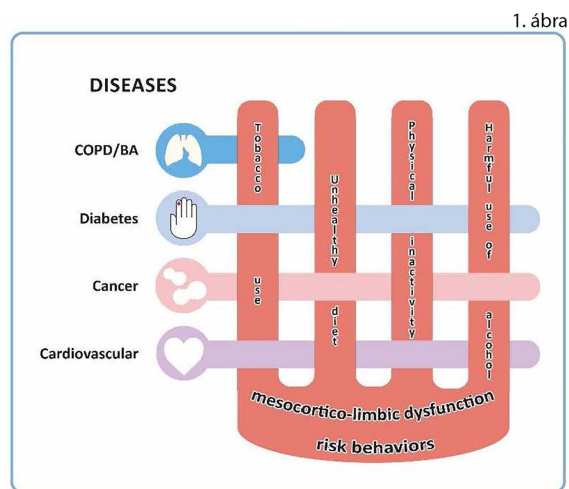 1. ábra
DISEASES
COPD/BA
Diabetes
Cancer
Cardiovascular
Tobacco use
Unhealthy diet
Physical inactivity
Harmful use of alcohol
mesocortico-limbic dysfunction
risk behaviors